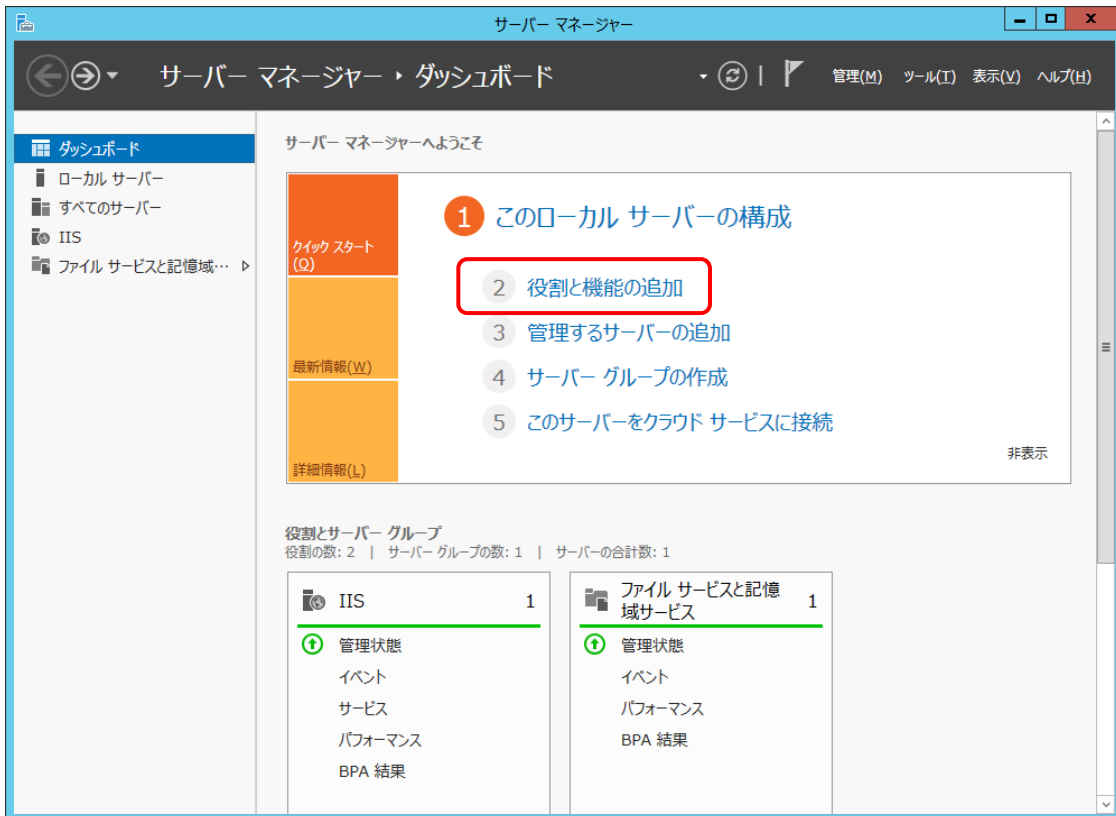 サーバー マネージャー
サーバー マネージャー ダッシュボード
管理(M) ツール(T) 表示(V) ヘルプ(H)
ダッシュボード
ローカル サーバー
すべてのサーバー
IIS
ファイル サービスと記憶域…
サーバー マネージャーへようこそ
クイック スタート
(Q)
最新情報(W)
詳細情報(L)
1 このローカル サーバーの構成
2 役割と機能の追加
3 管理するサーバーの追加
4 サーバー グループの作成
5 このサーバーをクラウド サービスに接続
非表示
役割とサーバー グループ
役割の数: 2 | サーバー グループの数: 1 | サーバーの合計数: 1
IIS 1
管理状態
イベント
サービス
パフォーマンス
BPA 結果
ファイル サービスと記憶
域サービス 1
管理状態
イベント
パフォーマンス
BPA 結果